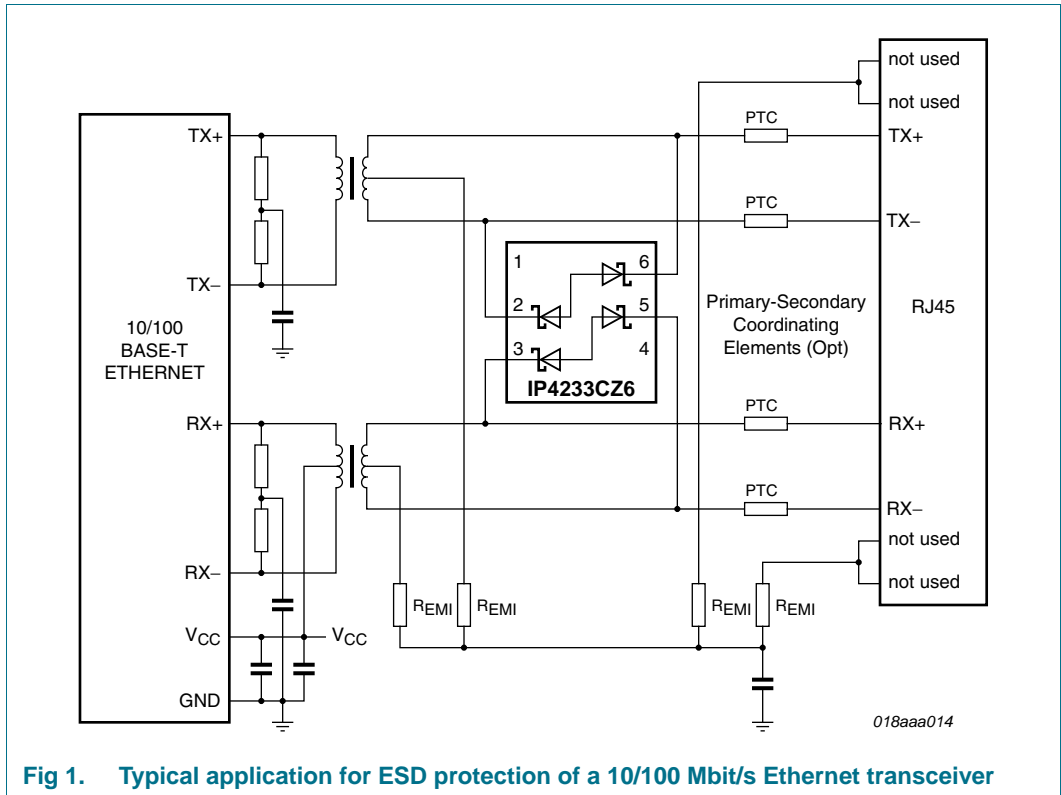 not used
not used
PTC
TX+
TX+
PTC
TX−
1
6
2
5
3
4
IP4233CZ6
TX−
10/100
BASE-T
ETHERNET
Primary-Secondary
Coordinating
Elements (Opt)
RJ45
RX+
PTC
RX+
PTC
RX−
not used
not used
RX−
REMI
REMI
REMI
REMI
VCC
VCC
GND
018aaa014
Fig 1. Typical application for ESD protection of a 10/100 Mbit/s Ethernet transceiver